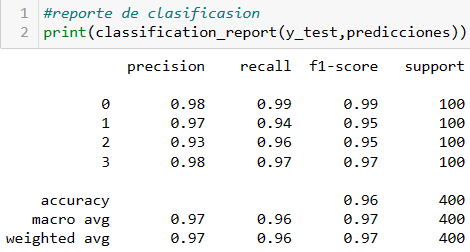 1 #reporte de clasificasion
2 print(classification_report(y_test,predicciones))
precision recall f1-score support
0 0.98 0.99 0.99 100
1 0.97 0.94 0.95 100
2 0.93 0.96 0.95 100
3 0.98 0.97 0.97 100
accuracy 0.96 400
macro avg 0.97 0.96 0.97 400
weighted avg 0.97 0.96 0.97 400